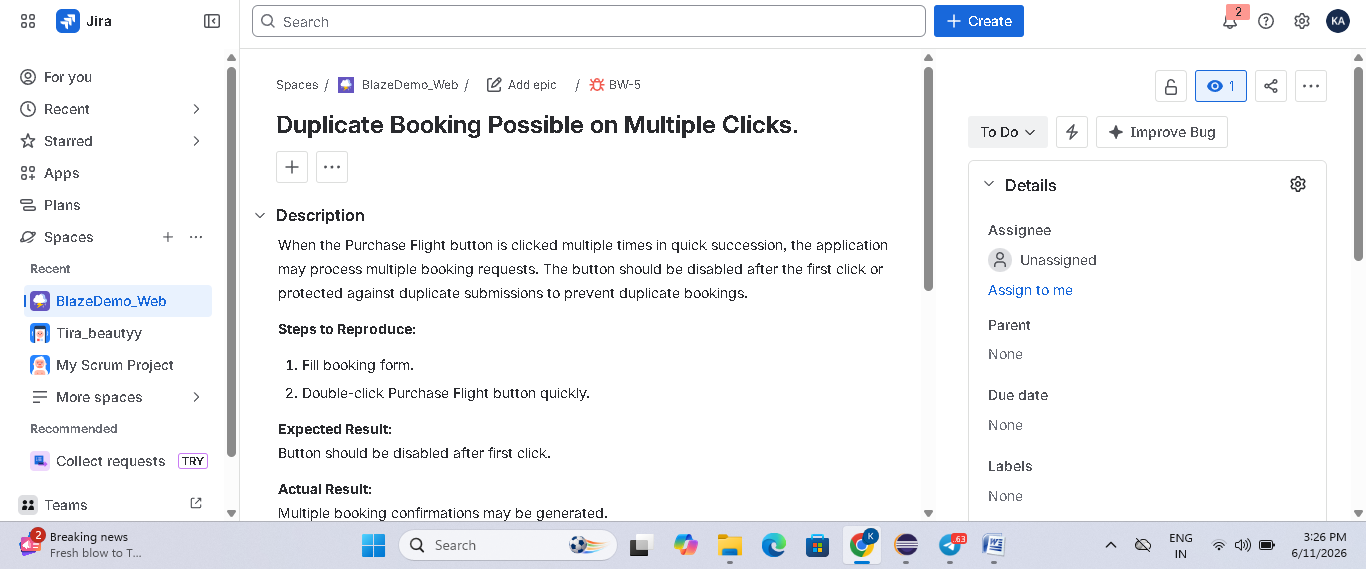 Jira
Search
Create
2
KA
For you
Recent
Starred
Apps
Plans
Spaces
Recent
BlazeDemo_Web
Tira_beautyy
My Scrum Project
More spaces
Recommended
Collect requests TRY
Teams
Spaces / BlazeDemo_Web / Add epic / BW-5
Duplicate Booking Possible on Multiple Clicks.
Description
When the Purchase Flight button is clicked multiple times in quick succession, the application
may process multiple booking requests. The button should be disabled after the first click or
protected against duplicate submissions to prevent duplicate bookings.
Steps to Reproduce:
1. Fill booking form.
2. Double-click Purchase Flight button quickly.
Expected Result:
Button should be disabled after first click.
Actual Result:
Multiple booking confirmations may be generated.
1
To Do
Improve Bug
Details
Assignee
Unassigned
Assign to me
Parent
None
Due date
None
Labels
None
2
Breaking news
Fresh blow to T...
Search
K
63
ENG
IN
3:26 PM
6/11/2026